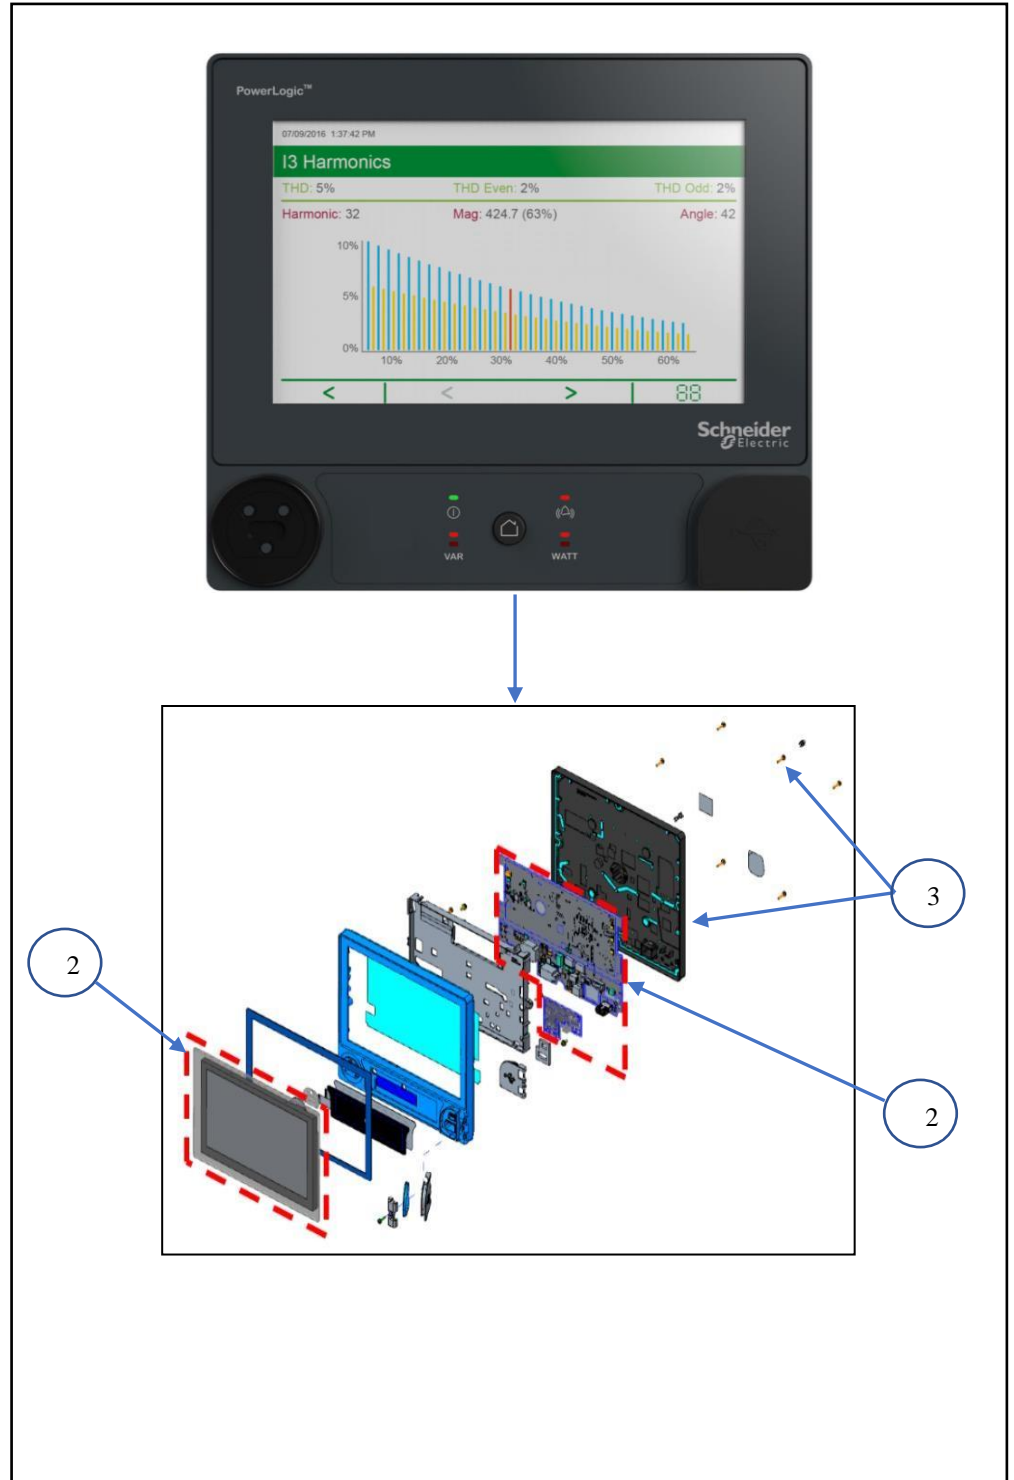 PowerLogic™
07/09/2016 1:37:42 PM
I3 Harmonics
THD: 5% THD Even: 2% THD Odd: 2%
Harmonic: 32 Mag: 424.7 (63%) Angle: 42
10%
5%
0%
10% 20% 30% 40% 50% 60%
< < > 88
Schneider
Electric
VAR WATT
3
2
2